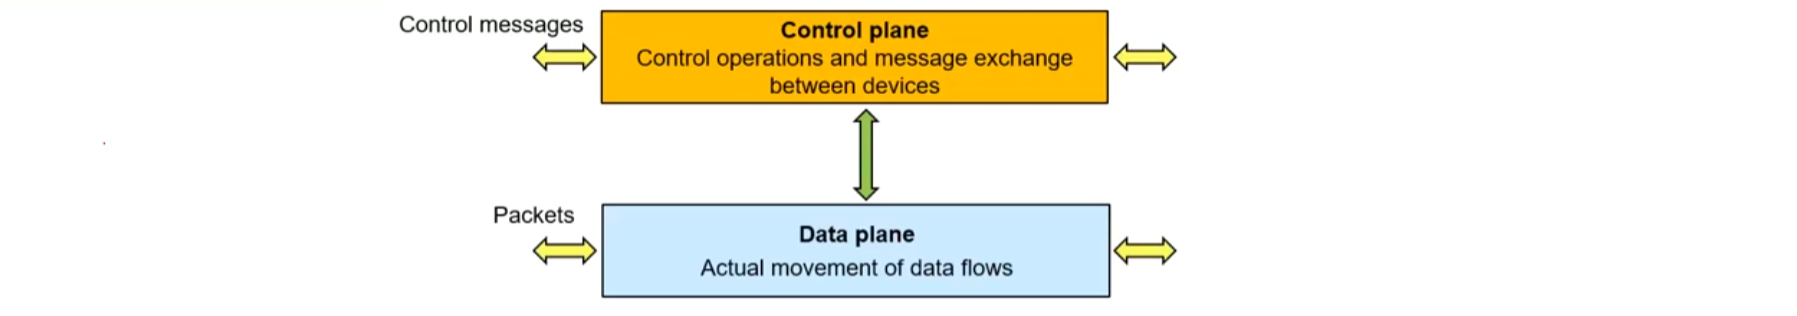 Control messages
Control plane
Control operations and message exchange
between devices
Packets
Data plane
Actual movement of data flows